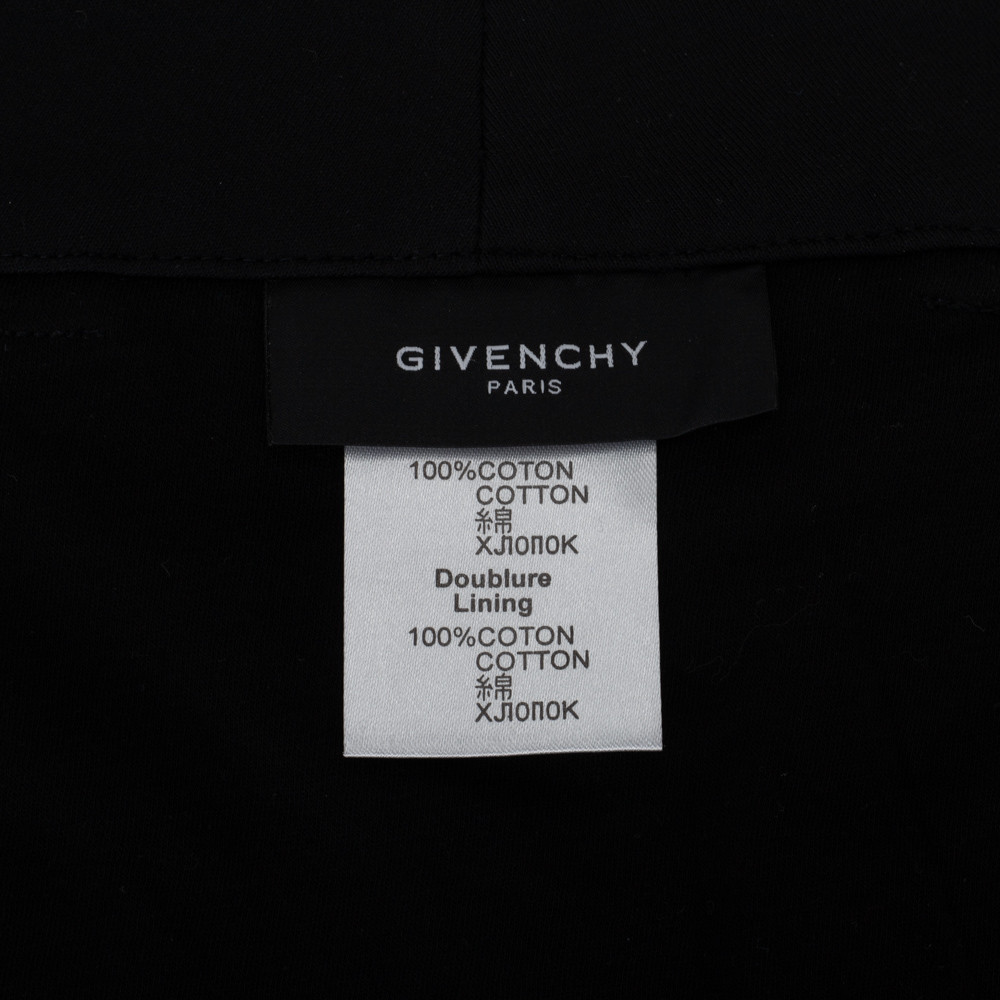 GIVENCHY
PARIS
100%COTON
COTTON
綿
ХЛОПОК
Doublure
Lining
100%COTON
COTTON
綿
ХЛОПОК